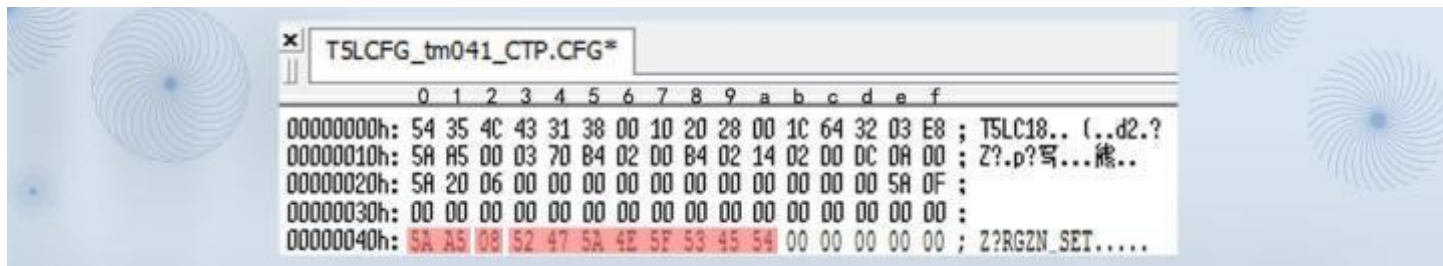 T5LCFG_tm041_CTP.CFG*
0 1 2 3 4 5 6 7 8 9 a b c d e f
00000000h: 54 35 4C 43 31 38 00 10 20 28 00 1C 64 32 03 E8 ; T5LC18.. (..d2.?
00000010h: 5A A5 00 03 70 B4 02 00 B4 02 14 02 00 DC 0A 00 ; Z?.p?写...甝..
00000020h: 5A 20 06 00 00 00 00 00 00 00 00 00 00 00 5A 0F ;
00000030h: 00 00 00 00 00 00 00 00 00 00 00 00 00 00 00 00 ;
00000040h: 5A A5 08 52 47 5A 4E 5F 53 45 54 00 00 00 00 00 ; Z?RGZN_SET.....